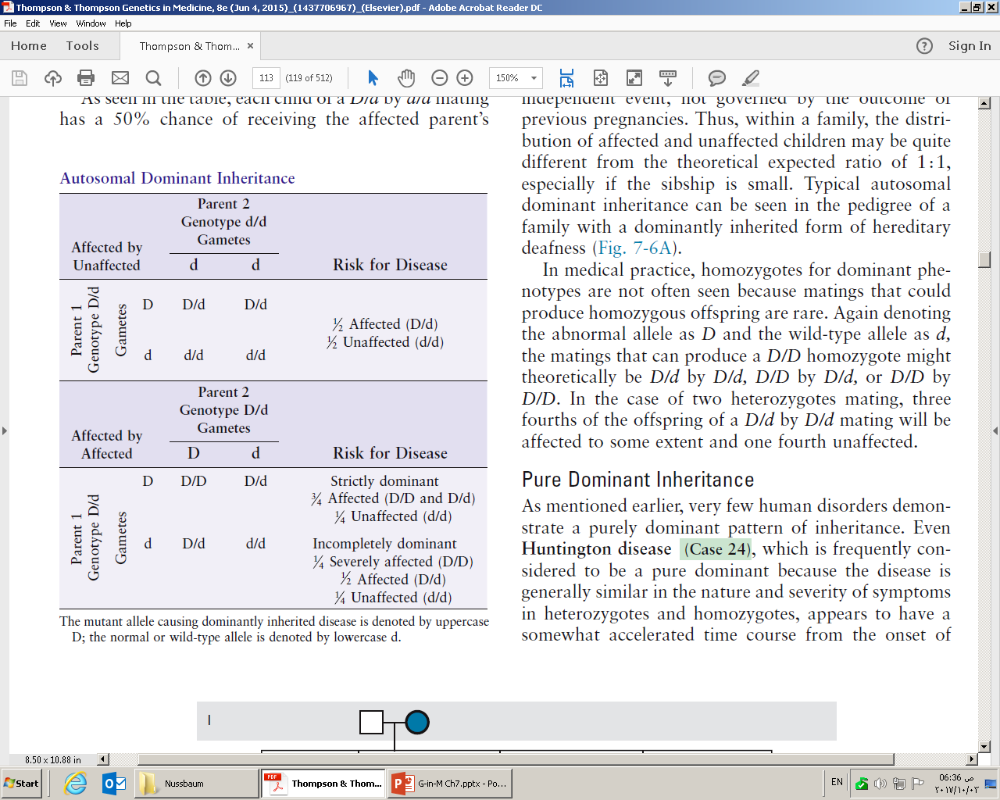 Thompson & Thompson Genetics in Medicine, 8e (Jun 4, 2015)_(1437706967)_(Elsevier).pdf - Adobe Acrobat Reader DC
File Edit View Window Help
Home Tools Thompson & Thom... × ? Sign In
113 (119 of 512) 150%
As seen in the table, each child of a D/d by d/d mating
has a 50% chance of receiving the affected parent's
Autosomal Dominant Inheritance
Parent 2
Genotype d/d
Gametes
Affected by
Unaffected
d d Risk for Disease
Parent 1
Genotype D/d
Gametes
D D/d D/d
½ Affected (D/d)
½ Unaffected (d/d)
d d/d d/d
Parent 2
Genotype D/d
Gametes
Affected by
Affected
D d Risk for Disease
Parent 1
Genotype D/d
Gametes
D D/D D/d
Strictly dominant
¾ Affected (D/D and D/d)
¼ Unaffected (d/d)
d D/d d/d
Incompletely dominant
¼ Severely affected (D/D)
½ Affected (D/d)
¼ Unaffected (d/d)
The mutant allele causing dominantly inherited disease is denoted by uppercase
D; the normal or wild-type allele is denoted by lowercase d.
independent event, not governed by the outcome of
previous pregnancies. Thus, within a family, the distri-
bution of affected and unaffected children may be quite
different from the theoretical expected ratio of 1:1,
especially if the sibship is small. Typical autosomal
dominant inheritance can be seen in the pedigree of a
family with a dominantly inherited form of hereditary
deafness (Fig. 7-6A).
In medical practice, homozygotes for dominant phe-
notypes are not often seen because matings that could
produce homozygous offspring are rare. Again denoting
the abnormal allele as D and the wild-type allele as d,
the matings that can produce a D/D homozygote might
theoretically be D/d by D/d, D/D by D/d, or D/D by
D/D. In the case of two heterozygotes mating, three
fourths of the offspring of a D/d by D/d mating will be
affected to some extent and one fourth unaffected.
Pure Dominant Inheritance
As mentioned earlier, very few human disorders demon-
strate a purely dominant pattern of inheritance. Even
Huntington disease (Case 24), which is frequently con-
sidered to be a pure dominant because the disease is
generally similar in the nature and severity of symptoms
in heterozygotes and homozygotes, appears to have a
somewhat accelerated time course from the onset of
I
8.50 x 10.88 in
Start Nussbaum PDF Thompson & Thom... G-in-M Ch7.pptx - Po... EN 06:36 ص
٢٠١٧/١٠/٠٣